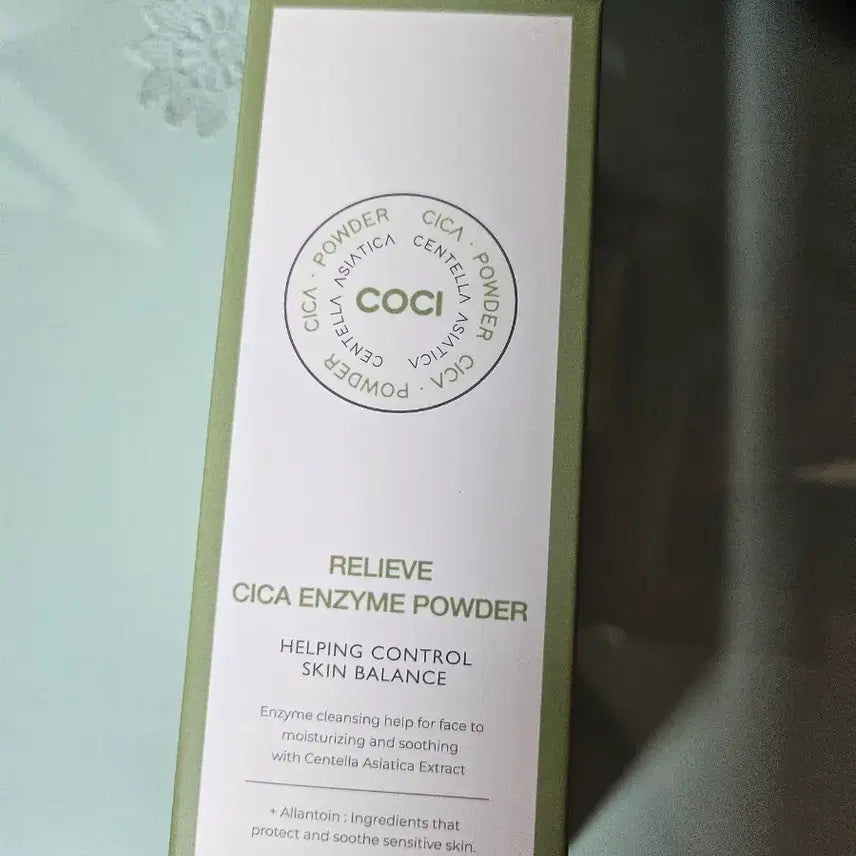 CICA · POWDER CICA · POWDER CICA · POWDER
CENTELLA ASIATICA CENTELLA ASIATICA
COCI
RELIEVE
CICA ENZYME POWDER
HELPING CONTROL
SKIN BALANCE
Enzyme cleansing help for face to
moisturizing and soothing
with Centella Asiatica Extract
+ Allantoin : Ingredients that
protect and soothe sensitive skin.